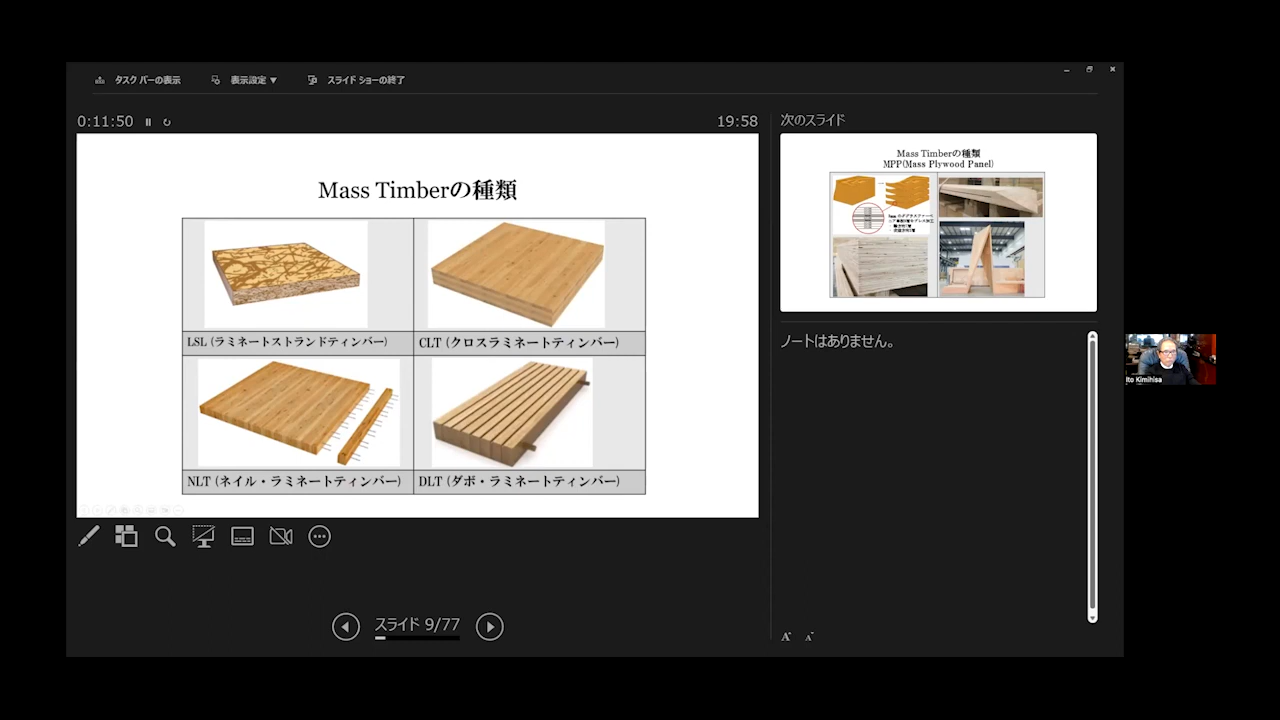 タスク バーの表示
表示設定 ▼
スライド ショーの終了
0:11:50
19:58
次のスライド
Mass Timberの種類
LSL (ラミネートストランドティンバー)
CLT (クロスラミネートティンバー)
NLT (ネイル・ラミネートティンバー)
DLT (ダボ・ラミネートティンバー)
Mass Timberの種類
MPP(Mass Plywood Panel)
ノートはありません。
Ito Kimihisa
スライド 9/77